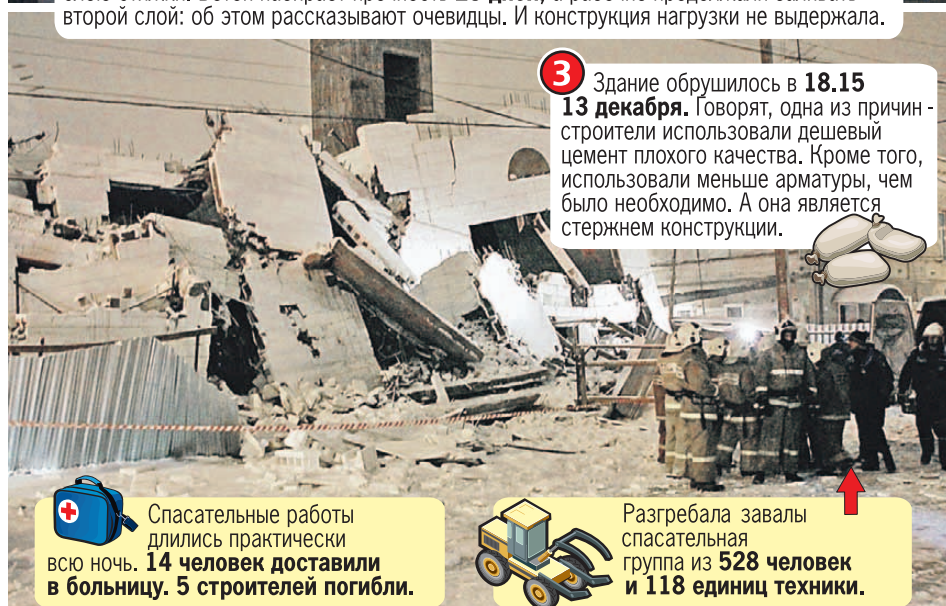 второй слой: об этом рассказывают очевидцы. И конструкция нагрузки не выдержала.
3
Здание обрушилось в 18.15
13 декабря. Говорят, одна из причин -
строители использовали дешевый
цемент плохого качества. Кроме того,
использовали меньше арматуры, чем
было необходимо. А она является
стержнем конструкции.
Спасательные работы
длились практически
всю ночь. 14 человек доставили
в больницу. 5 строителей погибли.
Разгребала завалы
спасательная
группа из 528 человек
и 118 единиц техники.